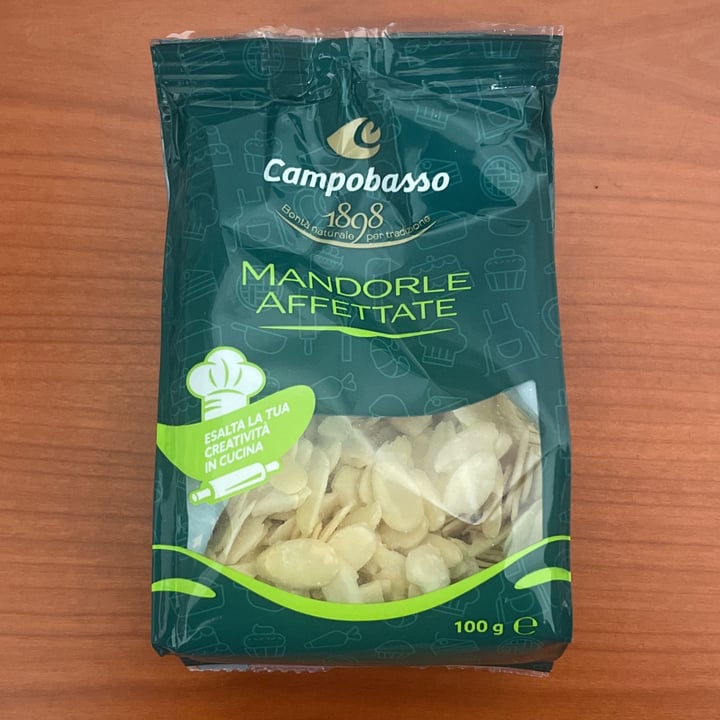 Campobasso
1898
Bontà naturale per tradizione
MANDORLE
AFFETTATE
ESALTA LA TUA
CREATIVITÀ
IN CUCINA
100 g ℮